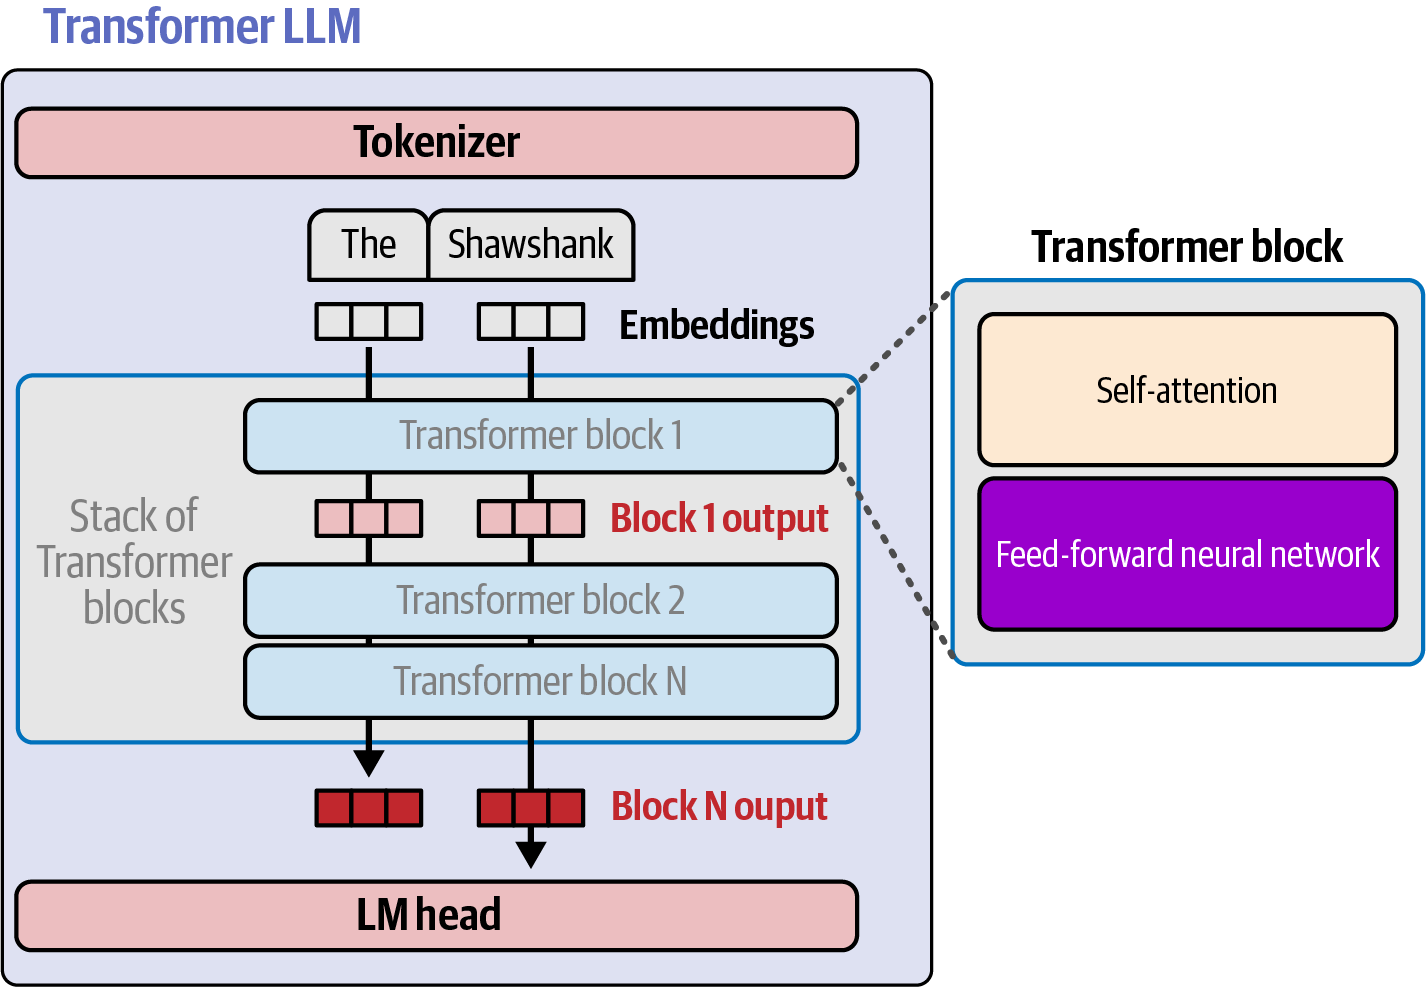 Transformer LLM
Tokenizer
The
Shawshank
Embeddings
Transformer block 1
Block 1 output
Stack of
Transformer
blocks
Transformer block 2
Transformer block N
Block N ouput
LM head
Transformer block
Self-attention
Feed-forward neural network